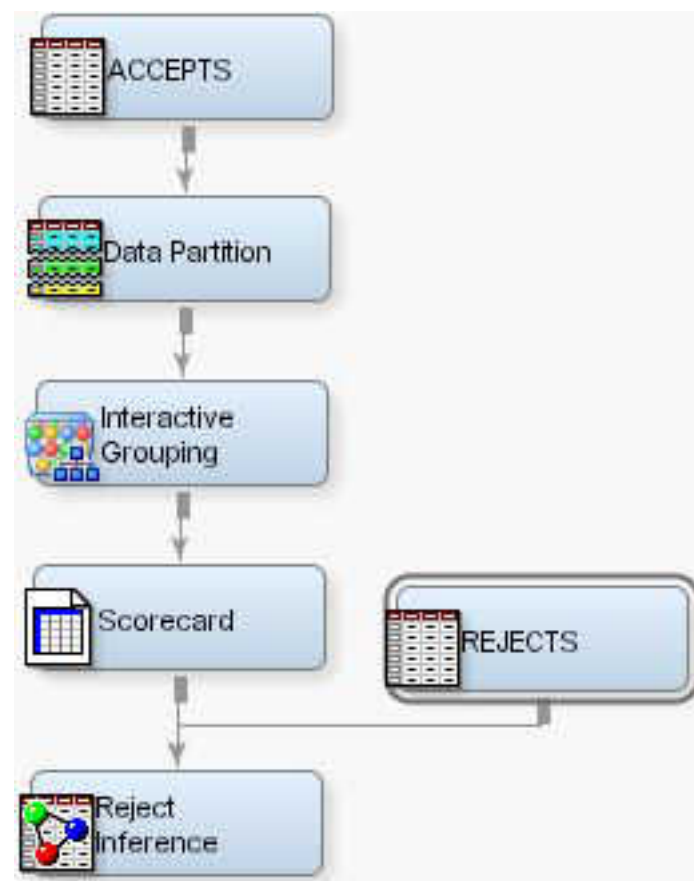 ACCEPTS
Data Partition
Interactive
Grouping
Scorecard
REJECTS
Reject
Inference